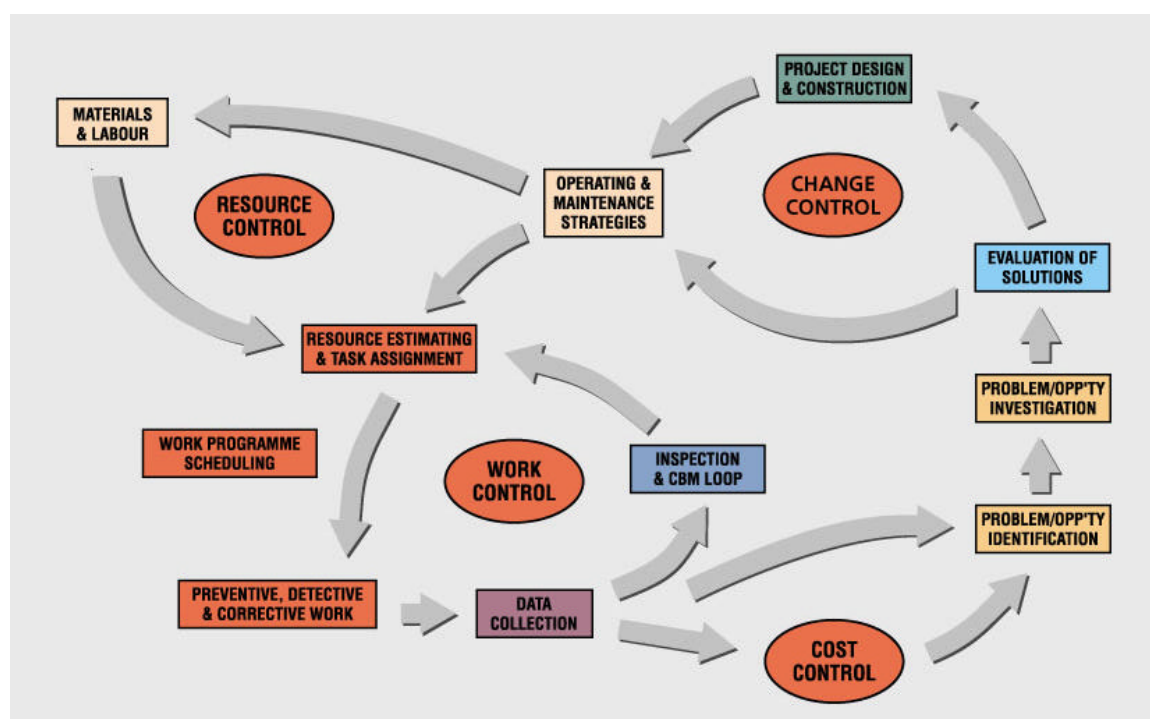 PROJECT DESIGN
& CONSTRUCTION
MATERIALS
& LABOUR
OPERATING &
MAINTENANCE
STRATEGIES
CHANGE
CONTROL
RESOURCE
CONTROL
EVALUATION OF
SOLUTIONS
RESOURCE ESTIMATING
& TASK ASSIGNMENT
PROBLEM/OPP'TY
INVESTIGATION
WORK PROGRAMME
SCHEDULING
WORK
CONTROL
INSPECTION
& CBM LOOP
PROBLEM/OPP'TY
IDENTIFICATION
PREVENTIVE, DETECTIVE
& CORRECTIVE WORK
DATA
COLLECTION
COST
CONTROL